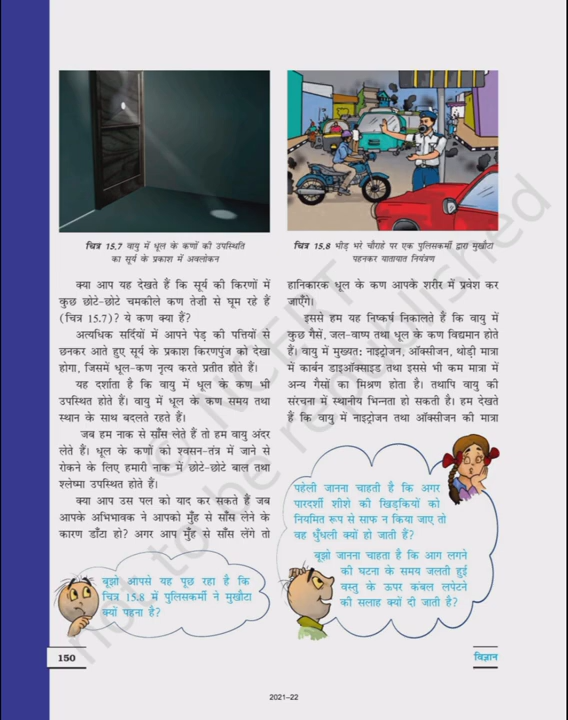 चित्र 15.7 वायु में धूल के कणों की उपस्थिति
का सूर्य के प्रकाश में अवलोकन
क्या आप यह देखते हैं कि सूर्य की किरणों में
कुछ छोटे-छोटे चमकीले कण तेजी से घूम रहे हैं
(चित्र 15.7)? ये कण क्या हैं?
अत्यधिक सर्दियों में आपने पेड़ की पत्तियों से
छनकर आते हुए सूर्य के प्रकाश किरणपुंज को देखा
होगा, जिसमें धूल-कण नृत्य करते प्रतीत होते हैं।
यह दर्शाता है कि वायु में धूल के कण भी
उपस्थित होते हैं। वायु में धूल के कण समय तथा
स्थान के साथ बदलते रहते हैं।
जब हम नाक से साँस लेते हैं तो हम वायु अंदर
लेते हैं। धूल के कणों को श्वसन-तंत्र में जाने से
रोकने के लिए हमारी नाक में छोटे-छोटे बाल तथा
श्लेष्मा उपस्थित होते हैं।
क्या आप उस पल को याद कर सकते हैं जब
आपके अभिभावक ने आपको मुँह से साँस लेने के
कारण डाँटा हो? अगर आप मुँह से साँस लेंगे तो
बूझो आपसे यह पूछ रहा है कि
चित्र 15.8 में पुलिसकर्मी ने मुखौटा
क्यों पहना है?
चित्र 15.8 भीड़ भरे चौराहे पर एक पुलिसकर्मी द्वारा मुखौटा
पहनकर यातायात नियंत्रण
हानिकारक धूल के कण आपके शरीर में प्रवेश कर
जाएँगे।
इससे हम यह निष्कर्ष निकालते हैं कि वायु में
कुछ गैसें, जल-वाष्प तथा धूल के कण विद्यमान होते
हैं। वायु में मुख्यत: नाइट्रोजन, ऑक्सीजन, थोड़ी मात्रा
में कार्बन डाइऑक्साइड तथा इससे भी कम मात्रा में
अन्य गैसों का मिश्रण होता है। तथापि वायु की
संरचना में स्थानीय भिन्नता हो सकती है। हम देखते
हैं कि वायु में नाइट्रोजन तथा ऑक्सीजन की मात्रा
पहेली जानना चाहती है कि अगर
पारदर्शी शीशे की खिड़कियों को
नियमित रूप से साफ न किया जाए तो
वह धुँधली क्यों हो जाती हैं?
बूझो जानना चाहता है कि आग लगने
की घटना के समय जलती हुई
वस्तु के ऊपर कंबल लपेटने
की सलाह क्यों दी जाती है?
150
विज्ञान
2021–22
© NCERT
not to be republished